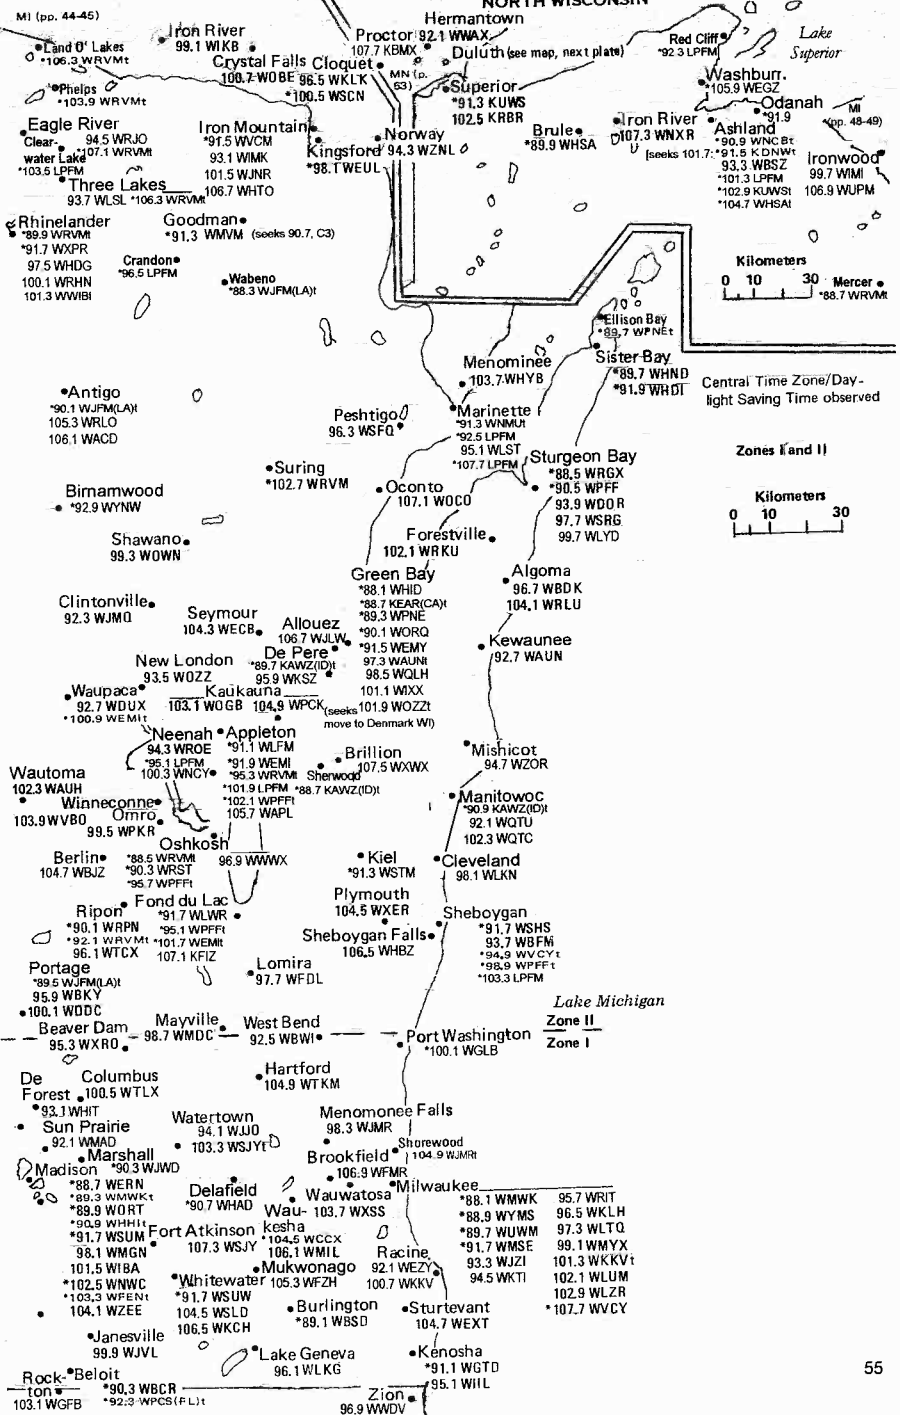 NORTH WISCONSIN
MI (pp. 44-45)
Land O' Lakes
*106.3 WRVMt
Iron River
99.1 WIKB
Hermantown
Proctor 92.1 WWAX
107.7 KBMX
Duluth (see map, next plate)
Crystal Falls
100.7 WOBE
Cloquet
96.5 WKLK
*100.5 WSCN
MN (p.
53)
Superior
*91.3 KUWS
102.5 KRBR
Red Cliff
*92.3 LPFM
Lake
Superior
Washburn.
*105.9 WEGZ
Odanah
*91.9
MI
(pp. 48-49)
Phelps
*103.9 WRVMt
Eagle River
94.5 WRJO
*107.1 WRVMt
Clear-
water Lake
*103.5 LPFM
Three Lakes
93.7 WLSL *106.3 WRVMt
Iron Mountain
*91.5 WVCM
93.1 WIMK
101.5 WJNR
106.7 WHTO
Kingsford
*98.1 WEUL
Norway
94.3 WZNL
Brule
*89.9 WHSA
Iron River
107.3 WNXR
(seeks 101.7)
Ashland
*90.9 WNCBt
*91.5 KDNWt
93.3 WBSZ
*101.3 LPFM
*102.9 KUWSt
*104.7 WHSAt
Ironwood
99.7 WIMI
106.9 WUPM
Rhinelander
*89.9 WRVMt
*91.7 WXPR
97.5 WHDG
100.1 WRHN
101.3 WWIBt
Goodman
*91.3 WMVM (seeks 90.7, C3)
Crandon
*96.5 LPFM
Wabeno
*88.3 WJFM(LA)t
Kilometers
0 10 30
Mercer
*88.7 WRVMt
Ellison Bay
*89.7 WPNEt
Sister Bay
*89.7 WHND
*91.9 WHDI
Menominee
103.7 WHYB
Central Time Zone/Day-
light Saving Time observed
Antigo
*90.1 WJFM(LA)t
105.3 WRLO
106.1 WACD
Peshtigo
96.3 WSFQ
Marinette
*91.3 WNMUt
*92.5 LPFM
95.1 WLST
*107.7 LPFM
Zones I and II
Kilometers
0 10 30
Suring
*102.7 WRVM
Sturgeon Bay
*88.5 WRGX
*90.5 WPFF
93.9 WDOR
97.7 WSRG
99.7 WLYD
Birnamwood
*92.9 WYNW
Oconto
107.1 WOCO
Shawano
99.3 WOWN
Forestville
102.1 WRKU
Green Bay
*88.1 WHID
*88.7 KEAR(CA)t
*89.3 WPNE
*90.1 WORQ
*91.5 WEMY
97.3 WAUNt
98.5 WQLH
101.1 WIXX
101.9 WOZZt
(seeks
move to Denmark WI)
Algoma
96.7 WBDK
104.1 WRLU
Clintonville
92.3 WJMQ
Seymour
104.3 WECB
Allouez
106.7 WJLW
De Pere
*89.7 KAWZ(ID)t
95.9 WKSZ
Kewaunee
92.7 WAUN
New London
93.5 WOZZ
Waupaca
92.7 WDUX
*100.9 WEMIt
Kaukauna
103.1 WOGB 104.9 WPCK
Neenah
94.3 WROE
*95.1 LPFM
100.3 WNCY
Appleton
*91.1 WLFM
*91.9 WEMI
*95.3 WRVMt
*101.9 LPFM
*102.1 WPFFt
105.7 WAPL
Brillion
107.5 WXWX
Sherwood
*88.7 KAWZ(ID)t
Mishicot
94.7 WZOR
Wautoma
102.3 WAUH
Winneconne
103.9 WVBO
Omro
99.5 WPKR
Manitowoc
*90.9 KAWZ(ID)t
92.1 WQTU
102.3 WQTC
Oshkosh
*88.5 WRVMt
*90.3 WRST
*95.7 WPFFt
96.9 WWWX
Berlin
104.7 WBJZ
Kiel
*91.3 WSTM
Cleveland
98.1 WLKN
Ripon
*90.1 WRPN
*92.1 WRVMt
96.1 WTCX
Fond du Lac
*91.7 WLWR
*95.1 WPFFt
*101.7 WEMIt
107.1 KFIZ
Plymouth
104.5 WXER
Sheboygan Falls
106.5 WHBZ
Sheboygan
*91.7 WSHS
93.7 WBFM
*94.9 WVCYt
*98.9 WPFFt
*103.3 LPFM
Portage
*89.5 WJFM(LA)t
95.9 WBKY
100.1 WDDC
Lomira
97.7 WFDL
Lake Michigan
Zone II
Zone I
Beaver Dam
95.3 WXRO
Mayville
98.7 WMDC
West Bend
92.5 WBWI
Port Washington
*100.1 WGLB
De
Forest
*93.1 WHIT
Columbus
100.5 WTLX
Hartford
104.9 WTKM
Sun Prairie
92.1 WMAD
Watertown
94.1 WJJO
103.3 WSJYt
Menomonee Falls
98.3 WJMR
Shorewood
104.9 WJMRt
Marshall
*90.3 WJWD
Brookfield
106.9 WFMR
Madison
*88.7 WERN
*89.3 WMWKt
*89.9 WORT
*90.9 WHHIt
*91.7 WSUM
98.1 WMGN
101.5 WIBA
*102.5 WNWC
*103.3 WFENt
104.1 WZEE
Delafield
*90.7 WHAD
Wauwatosa
103.7 WXSS
Milwaukee
*88.1 WMWK
*88.9 WYMS
*89.7 WUWM
*91.7 WMSE
93.3 WJZI
94.5 WKTI
95.7 WRIT
96.5 WKLH
97.3 WLTQ
99.1 WMYX
101.3 WKKVt
102.1 WLUM
102.9 WLZR
*107.7 WVCY
Fort Atkinson
107.3 WSJY
Wau-
kesha
*104.5 WCCX
106.1 WMIL
Mukwonago
105.3 WFZH
Racine
92.1 WEZY
100.7 WKKV
Whitewater
*91.7 WSUW
104.5 WSLD
106.5 WKCH
Burlington
*89.1 WBSD
Sturtevant
104.7 WEXT
Janesville
99.9 WJVL
Lake Geneva
96.1 WLKG
Kenosha
*91.1 WGTD
95.1 WIIL
55
Rock-
ton
103.1 WGFB
Beloit
*90.3 WBCR
*92.3 WPCS(FL)t
Zion
96.9 WWDV